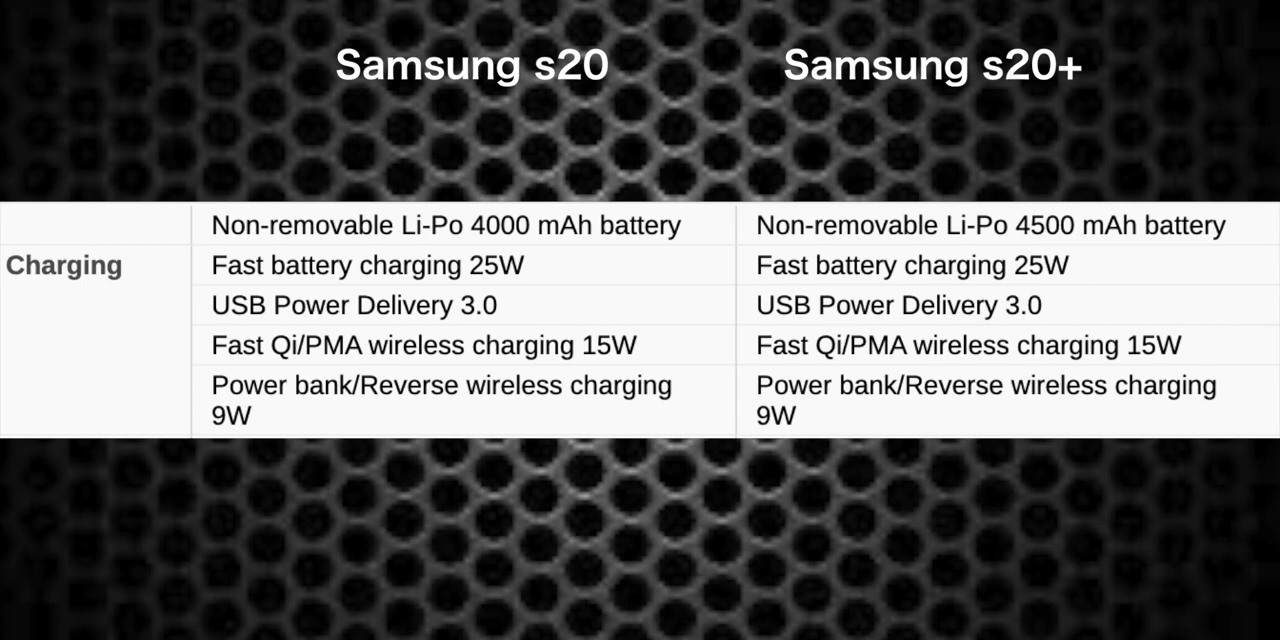 Samsung s20 Samsung s20+
Non-removable Li-Po 4000 mAh battery Non-removable Li-Po 4500 mAh battery
Charging Fast battery charging 25W Fast battery charging 25W
USB Power Delivery 3.0 USB Power Delivery 3.0
Fast Qi/PMA wireless charging 15W Fast Qi/PMA wireless charging 15W
Power bank/Reverse wireless charging Power bank/Reverse wireless charging
9W 9W